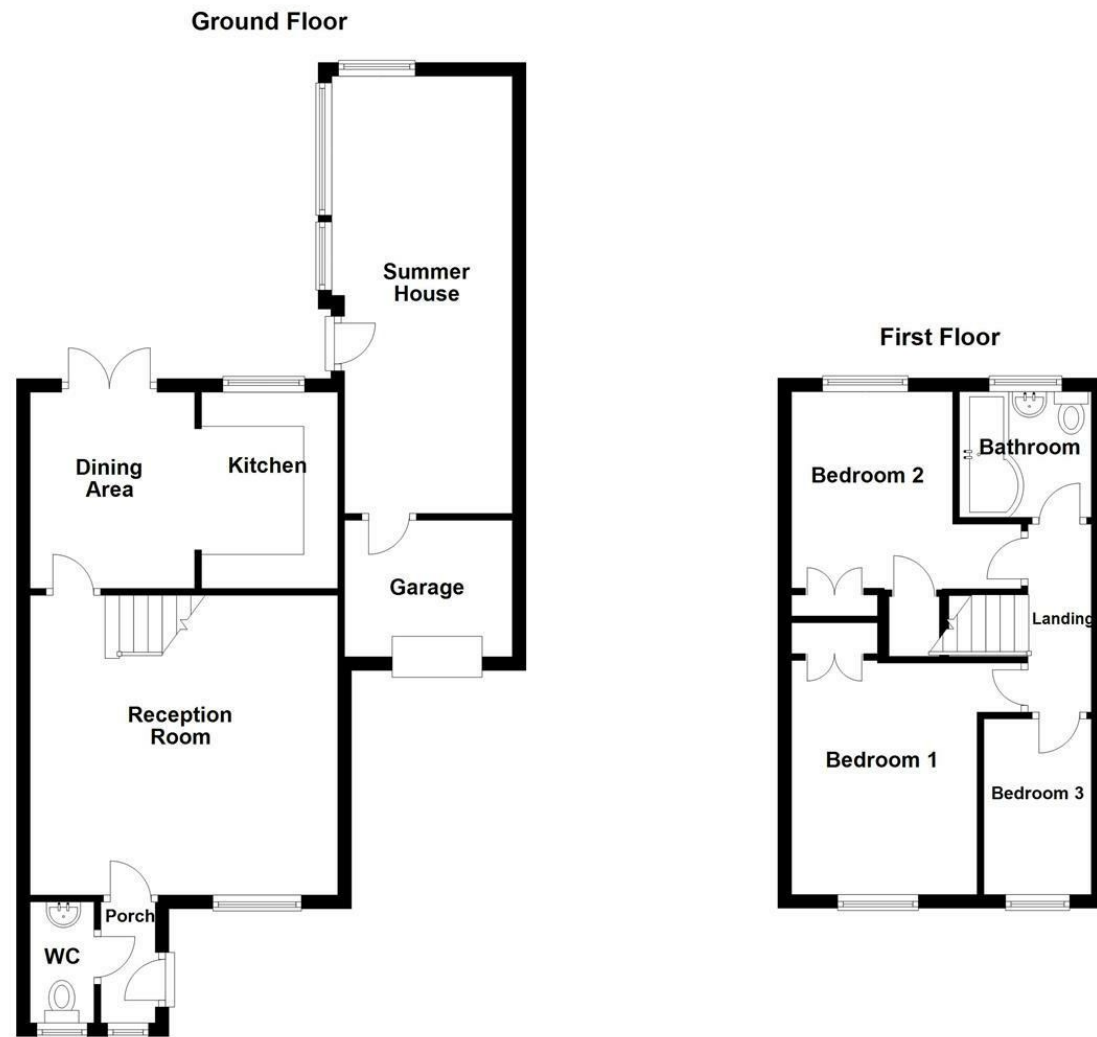 Ground Floor
Summer
House
Dining
Area
Kitchen
Garage
Reception
Room
Porch
WC
First Floor
Bathroom
Bedroom 2
Landing
Bedroom 1
Bedroom 3